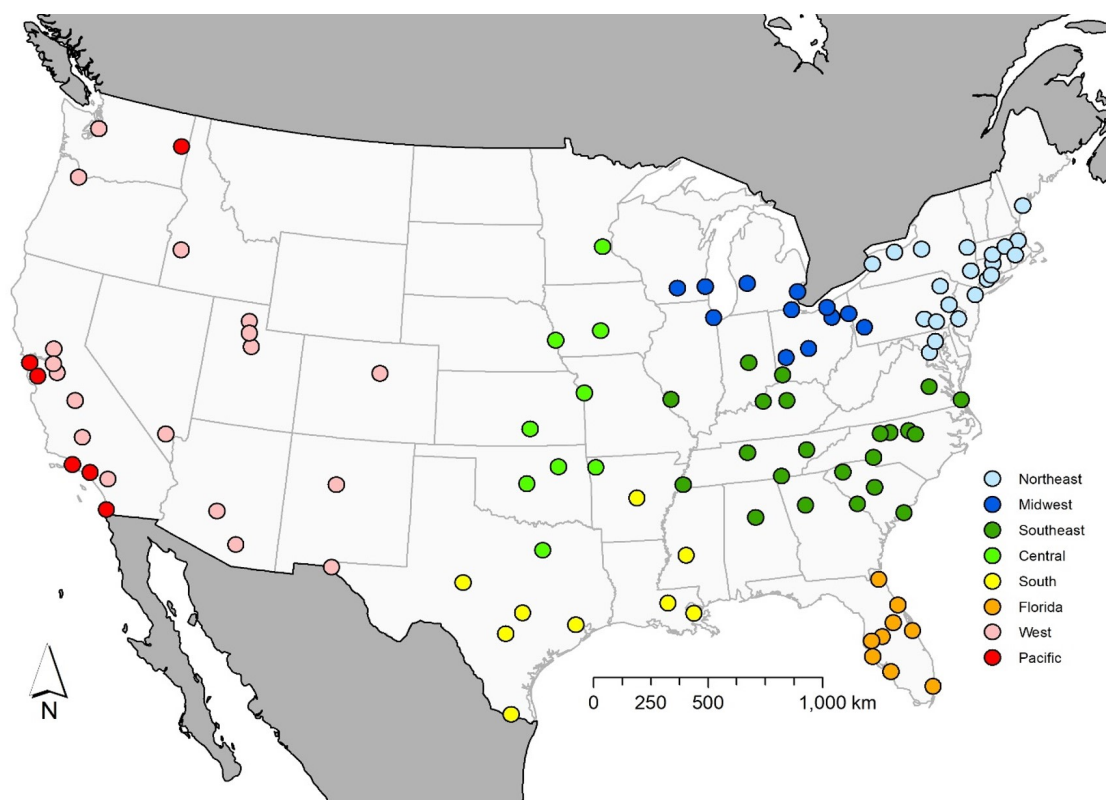 Northeast
Midwest
Southeast
Central
South
Florida
West
Pacific
N
0 250 500 1,000 km